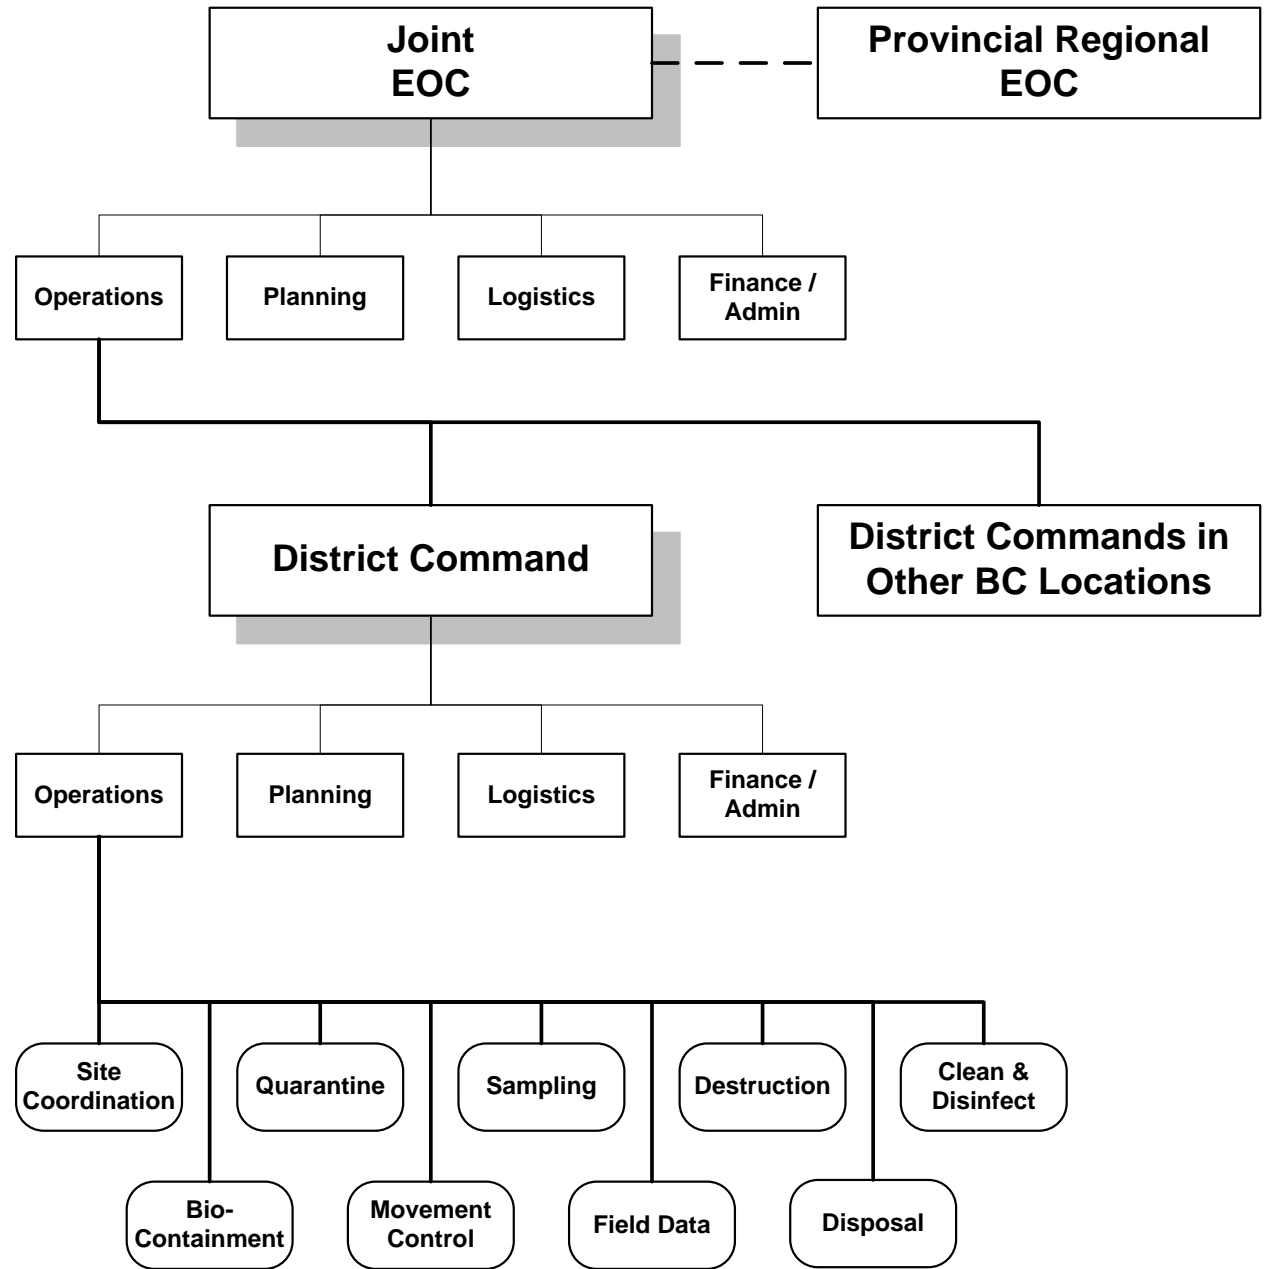 Joint
EOC
Provincial Regional
EOC
Operations
Planning
Logistics
Finance /
Admin
District Command
District Commands in
Other BC Locations
Operations
Planning
Logistics
Finance /
Admin
Site
Coordination
Quarantine
Sampling
Destruction
Clean &
Disinfect
Bio-
Containment
Movement
Control
Field Data
Disposal